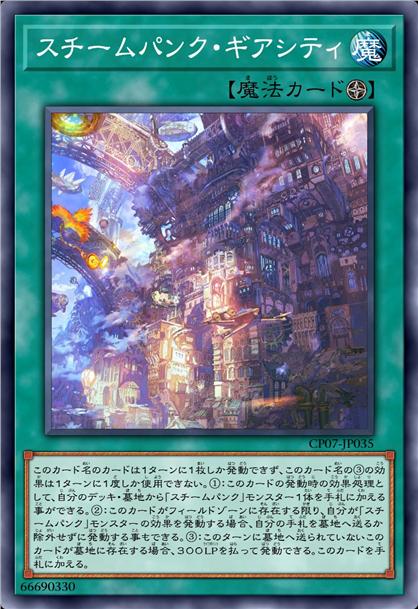 スチームパンク・ギアシティ 魔
【魔法カード】
CP07-JP035
このカード名のカードは1ターンに1枚しか発動できず、このカード名の③の効
果は1ターンに1度しか使用できない。①：このカードの発動時の効果処理と
して、自分のデッキ・墓地から「スチームパンク」モンスター1体を手札に加える
事ができる。②：このカードがフィールドゾーンに存在する限り、自分が「スチ
ームパンク」モンスターの効果を発動する場合、自分の手札を墓地へ送るか
除外せずに発動する事もできる。③：このターンに墓地へ送られていないこの
カードが墓地に存在する場合、300LPを払って発動できる。このカードを手
札に加える。
66690330